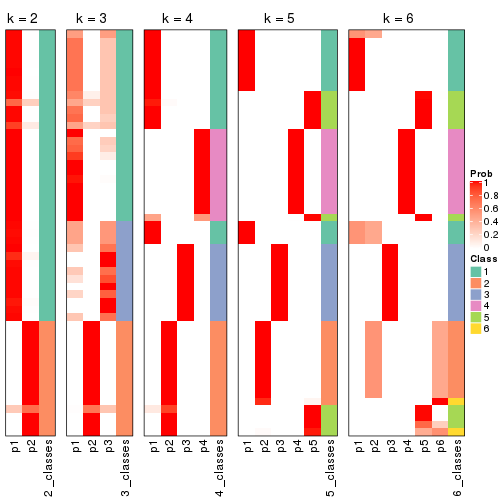 k = 2
k = 3
k = 4
k = 5
k = 6
p1
p2
2_classes
p1
p2
p3
3_classes
p1
p2
p3
p4
4_classes
p1
p2
p3
p4
p5
5_classes
p1
p2
p3
p4
p5
p6
6_classes
Prob
1
0.8
0.6
0.4
0.2
0
Class
1
2
3
4
5
6